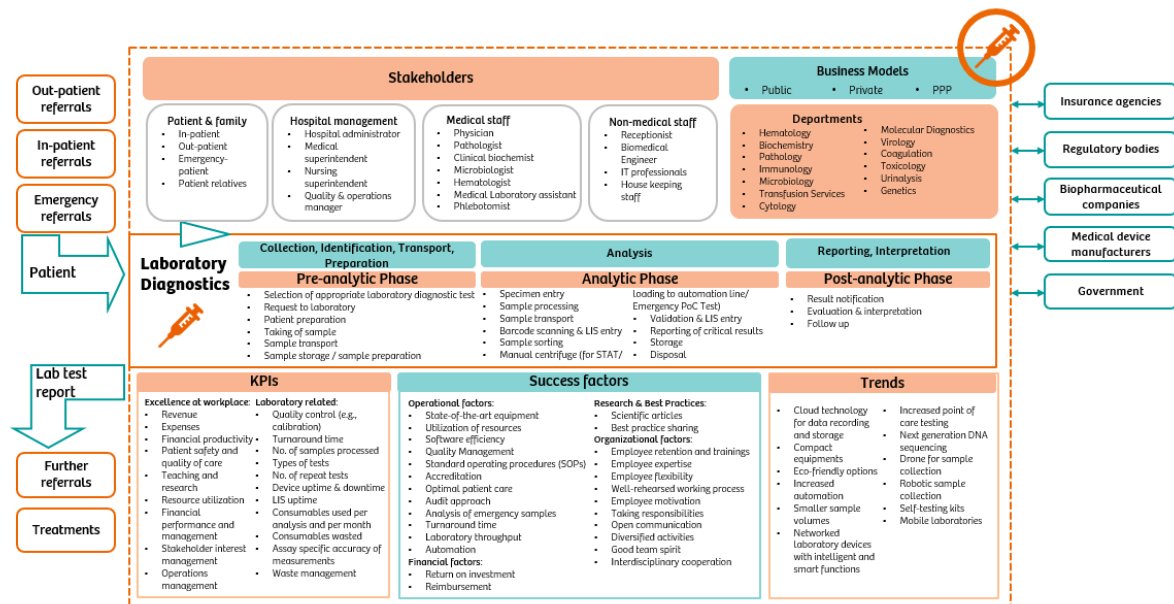 Out-patient
referrals
In-patient
referrals
Emergency
referrals
Patient
Lab test
report
Further
referrals
Treatments
Stakeholders
Patient & family
• In-patient
• Out-patient
• Emergency-
patient
• Patient relatives
Hospital management
• Hospital administrator
• Medical
superintendent
• Nursing
superintendent
• Quality & operations
manager
Medical staff
• Physician
• Pathologist
• Clinical biochemist
• Microbiologist
• Hematologist
• Medical Laboratory assistant
• Phlebotomist
Non-medical staff
• Receptionist
• Biomedical
Engineer
• IT professionals
• House keeping
staff
Business Models
• Public • Private • PPP
Departments
• Hematology
• Biochemistry
• Pathology
• Immunology
• Microbiology
• Transfusion Services
• Cytology
• Molecular Diagnostics
• Virology
• Coagulation
• Toxicology
• Urinalysis
• Genetics
Laboratory
Diagnostics
Collection, Identification, Transport,
Preparation
Pre-analytic Phase
• Selection of appropriate laboratory diagnostic test
• Request to laboratory
• Patient preparation
• Taking of sample
• Sample transport
• Sample storage / sample preparation
Analysis
Analytic Phase
• Specimen entry
• Sample processing
• Sample transport
• Barcode scanning & LIS entry
• Sample sorting
• Manual centrifuge (for STAT/
loading to automation line/
Emergency PoC Test)
• Validation & LIS entry
• Reporting of critical results
• Storage
• Disposal
Reporting, Interpretation
Post-analytic Phase
• Result notification
• Evaluation & interpretation
• Follow up
KPIs
Excellence at workplace:
• Revenue
• Expenses
• Financial productivity
• Patient safety and
quality of care
• Teaching and
research
• Resource utilization
• Financial
performance and
management
• Stakeholder interest
management
• Operations
management
Laboratory related:
• Quality control (e.g.,
calibration)
• Turnaround time
• No. of samples processed
• Types of tests
• No. of repeat tests
• Device uptime & downtime
• LIS uptime
• Consumables used per
analysis and per month
• Consumables wasted
• Assay specific accuracy of
measurements
• Waste management
Success factors
Operational factors:
• State-of-the-art equipment
• Utilization of resources
• Software efficiency
• Quality Management
• Standard operating procedures (SOPs)
• Accreditation
• Optimal patient care
• Audit approach
• Analysis of emergency samples
• Turnaround time
• Laboratory throughput
• Automation
Financial factors:
• Return on investment
• Reimbursement
Research & Best Practices:
• Scientific articles
• Best practice sharing
Organizational factors:
• Employee retention and trainings
• Employee expertise
• Employee flexibility
• Well-rehearsed working process
• Employee motivation
• Taking responsibilities
• Open communication
• Diversified activities
• Good team spirit
• Interdisciplinary cooperation
Trends
• Cloud technology
for data recording
and storage
• Compact
equipments
• Eco-friendly options
• Increased
automation
• Smaller sample
volumes
• Networked
laboratory devices
with intelligent and
smart functions
• Increased point of
care testing
• Next generation DNA
sequencing
• Drone for sample
collection
• Robotic sample
collection
• Self-testing kits
• Mobile laboratories
Insurance agencies
Regulatory bodies
Biopharmaceutical
companies
Medical device
manufacturers
Government